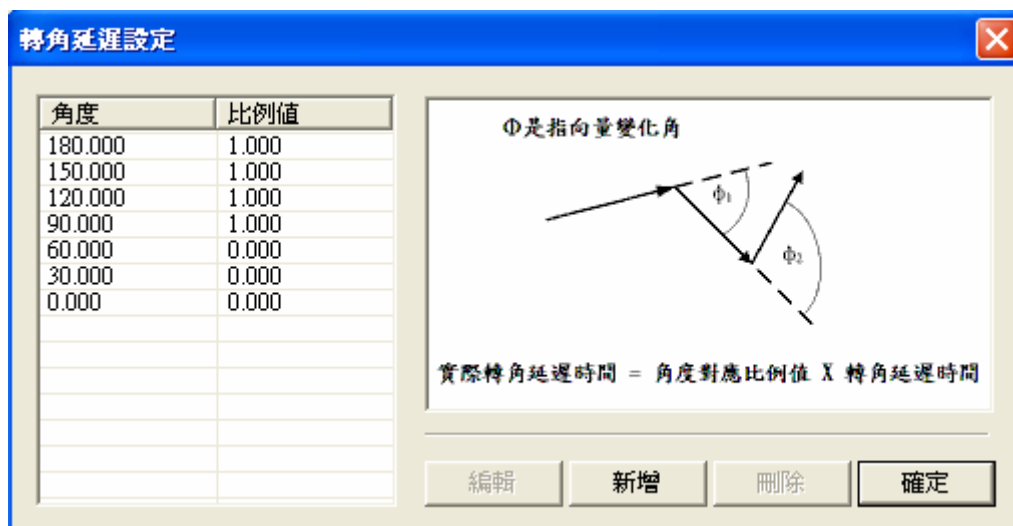 轉角延遲設定
角度 比例值
180.000 1.000
150.000 1.000
120.000 1.000
90.000 1.000
60.000 0.000
30.000 0.000
0.000 0.000
Φ是指向量變化角
ϕ1
ϕ2
實際轉角延遲時間 = 角度對應比例值 X 轉角延遲時間
編輯 新增 刪除 確定